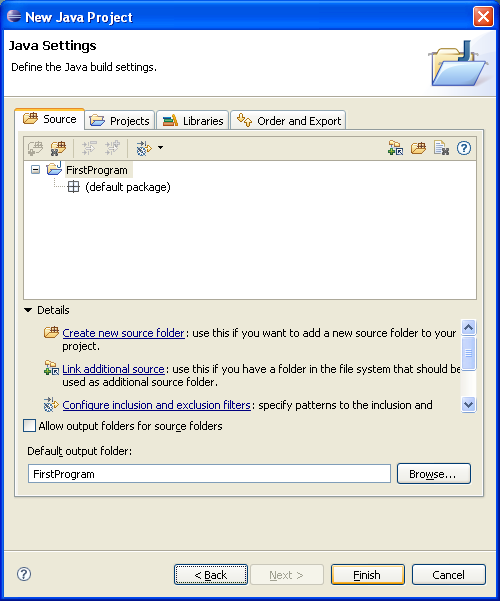 New Java Project
Java Settings
Define the Java build settings.
Source Projects Libraries Order and Export
FirstProgram
(default package)
Details
Create new source folder: use this if you want to add a new source folder to your
project.
Link additional source: use this if you have a folder in the file system that should be
used as additional source folder.
Configure inclusion and exclusion filters: specify patterns to the inclusion and
Allow output folders for source folders
Default output folder:
FirstProgram
Browse...
< Back
Next >
Finish
Cancel